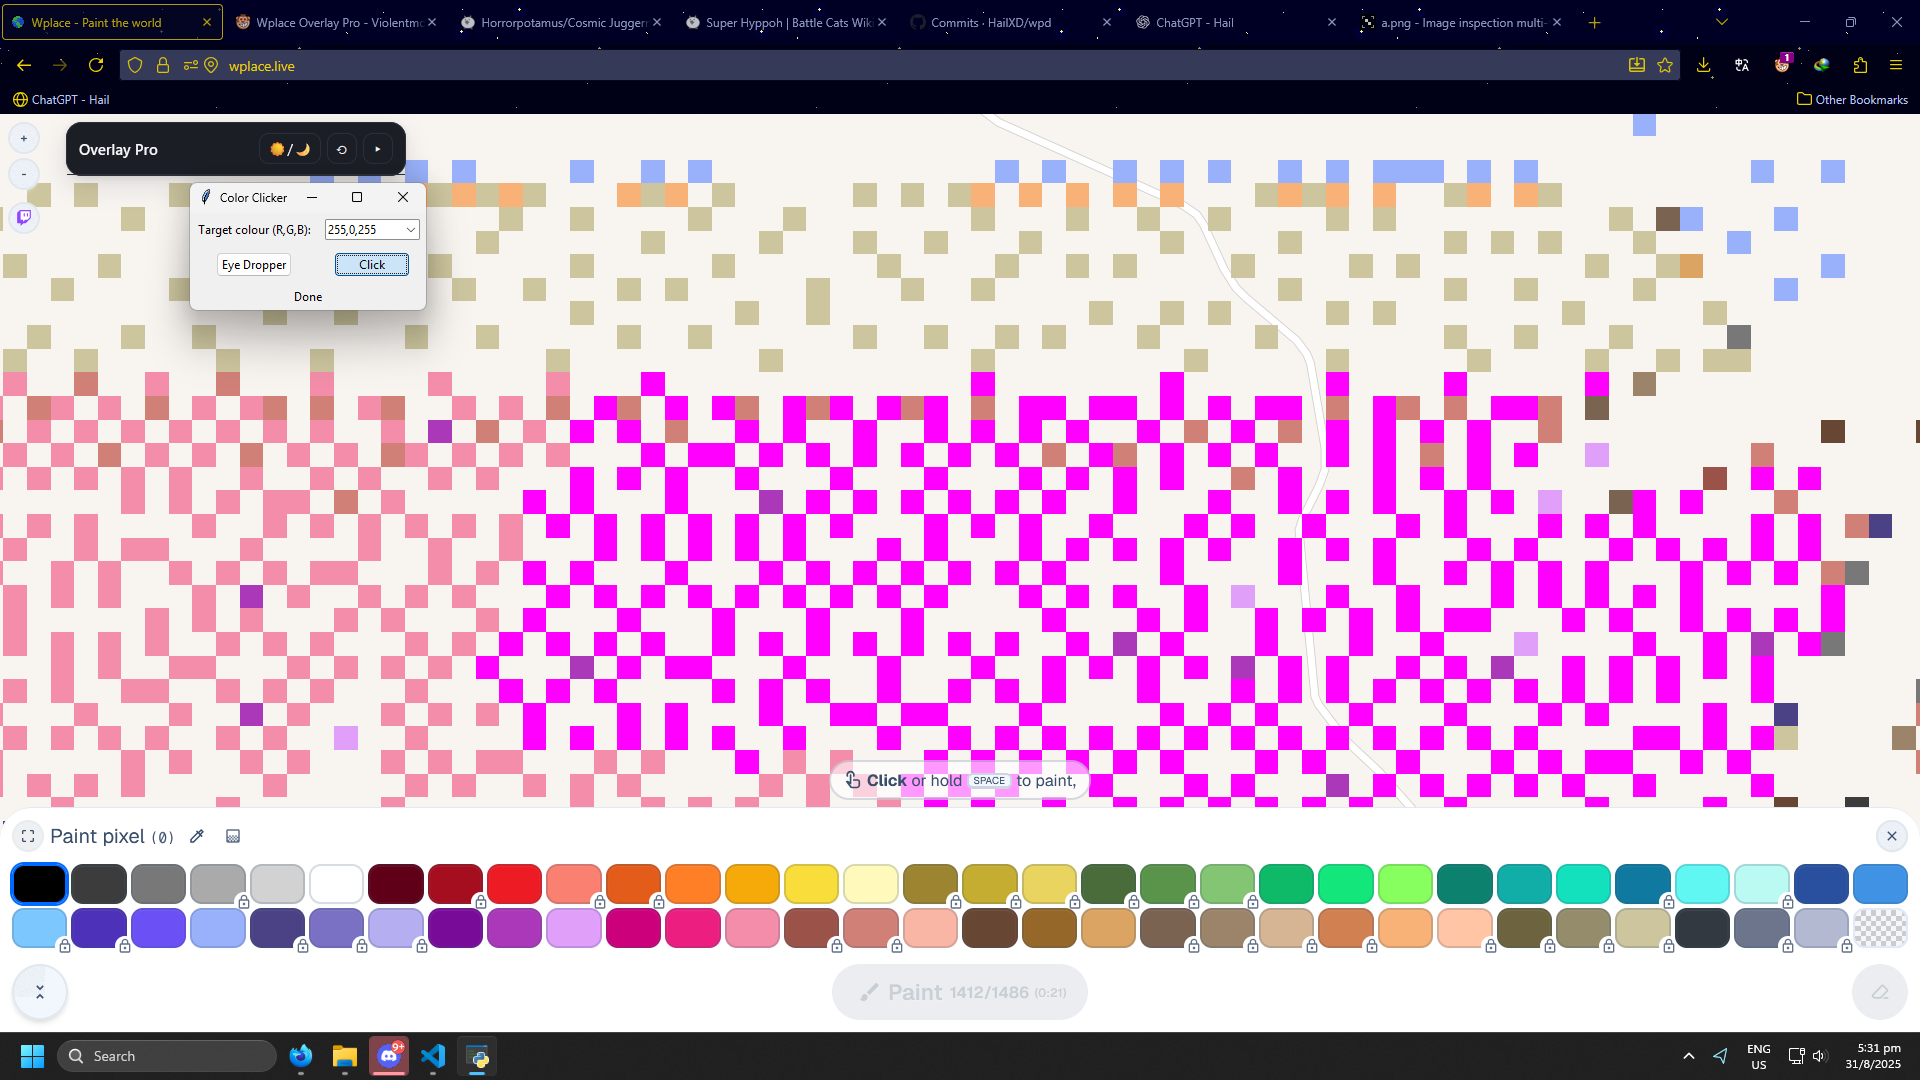 Wplace - Paint the world
Wplace Overlay Pro - Violentm
Horrorpotamus/Cosmic Jugger
Super Hyppoh | Battle Cats Wik
Commits · HailXD/wpd
ChatGPT - Hail
a.png - Image inspection multi-
wplace.live
1
ChatGPT - Hail
Other Bookmarks
+
-
Overlay Pro
/
Color Clicker
Target colour (R,G,B):
255,0,255
Eye Dropper
Click
Done
Click or hold SPACE to paint,
Paint pixel (0)
Paint 1412/1486 (0:21)
Search
9+
ENG
US
5:31 pm
31/8/2025